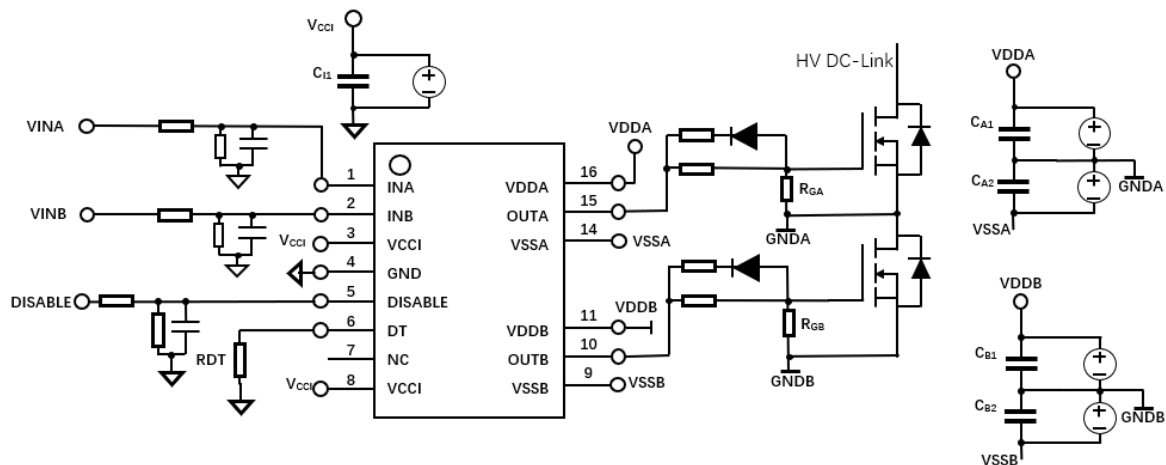 VCCI
CI1
VINA
VINB
VCCI
DISABLE
RDT
VCCI
1
2
3
4
5
6
7
8
INA
INB
VCCI
GND
DISABLE
DT
NC
VCCI
VDDA
OUTA
VSSA
VDDB
OUTB
VSSB
16
15
14
11
10
9
VDDA
VSSA
VDDB
VSSB
RGA
GNDA
RGB
GNDB
HV DC-Link
VDDA
CA1
CA2
GNDA
VSSA
VDDB
CB1
CB2
GNDB
VSSB